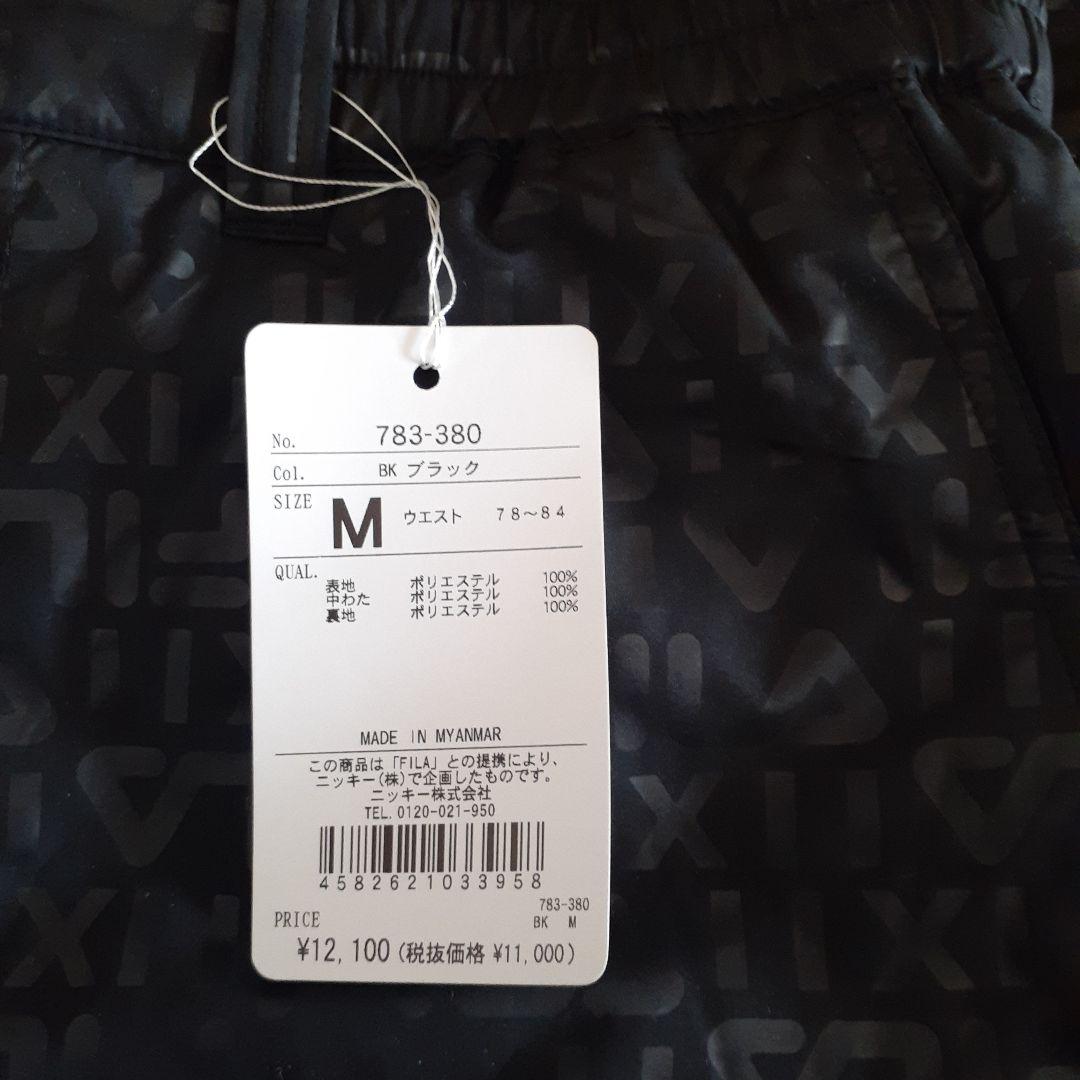 No. 783-380
Col. BK ブラック
SIZE M ウエスト 78～84
QUAL.
表地 ポリエステル 100%
中わた ポリエステル 100%
裏地 ポリエステル 100%
MADE IN MYANMAR
この商品は「FILA」との提携により、
ニッキー(株)で企画したものです。
ニッキー株式会社
TEL. 0120-021-950
4582621033958
783-380
BK M
PRICE
¥12,100 (税抜価格 ¥11,000)